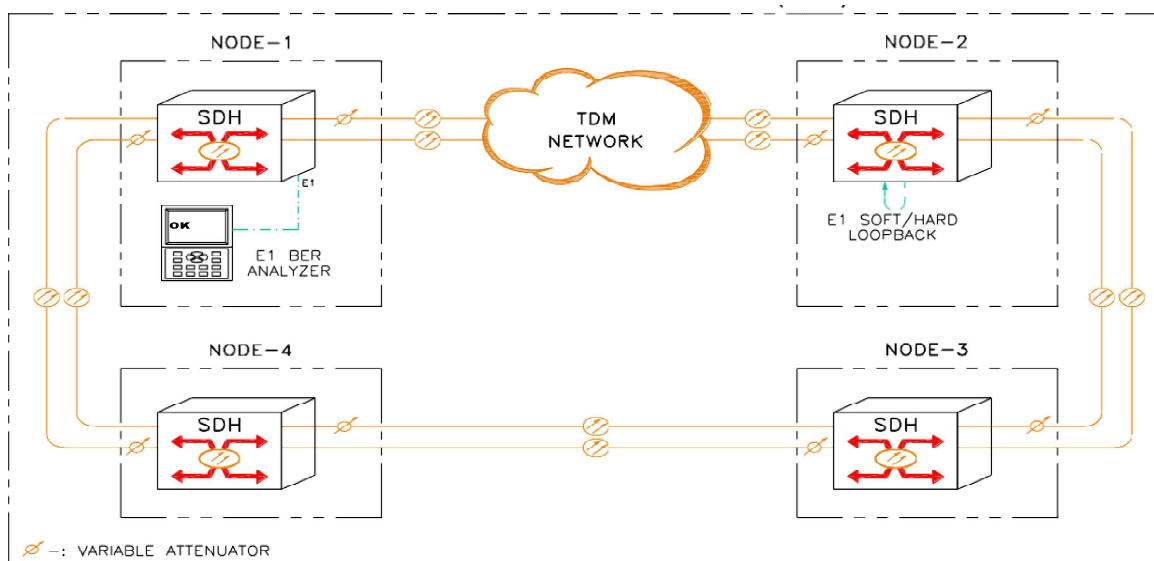 NODE-1
NODE-2
SDH
TDM
NETWORK
SDH
E1
OK
E1 BER
ANALYZER
E1 SOFT/HARD
LOOPBACK
NODE-4
NODE-3
SDH
SDH
-: VARIABLE ATTENUATOR